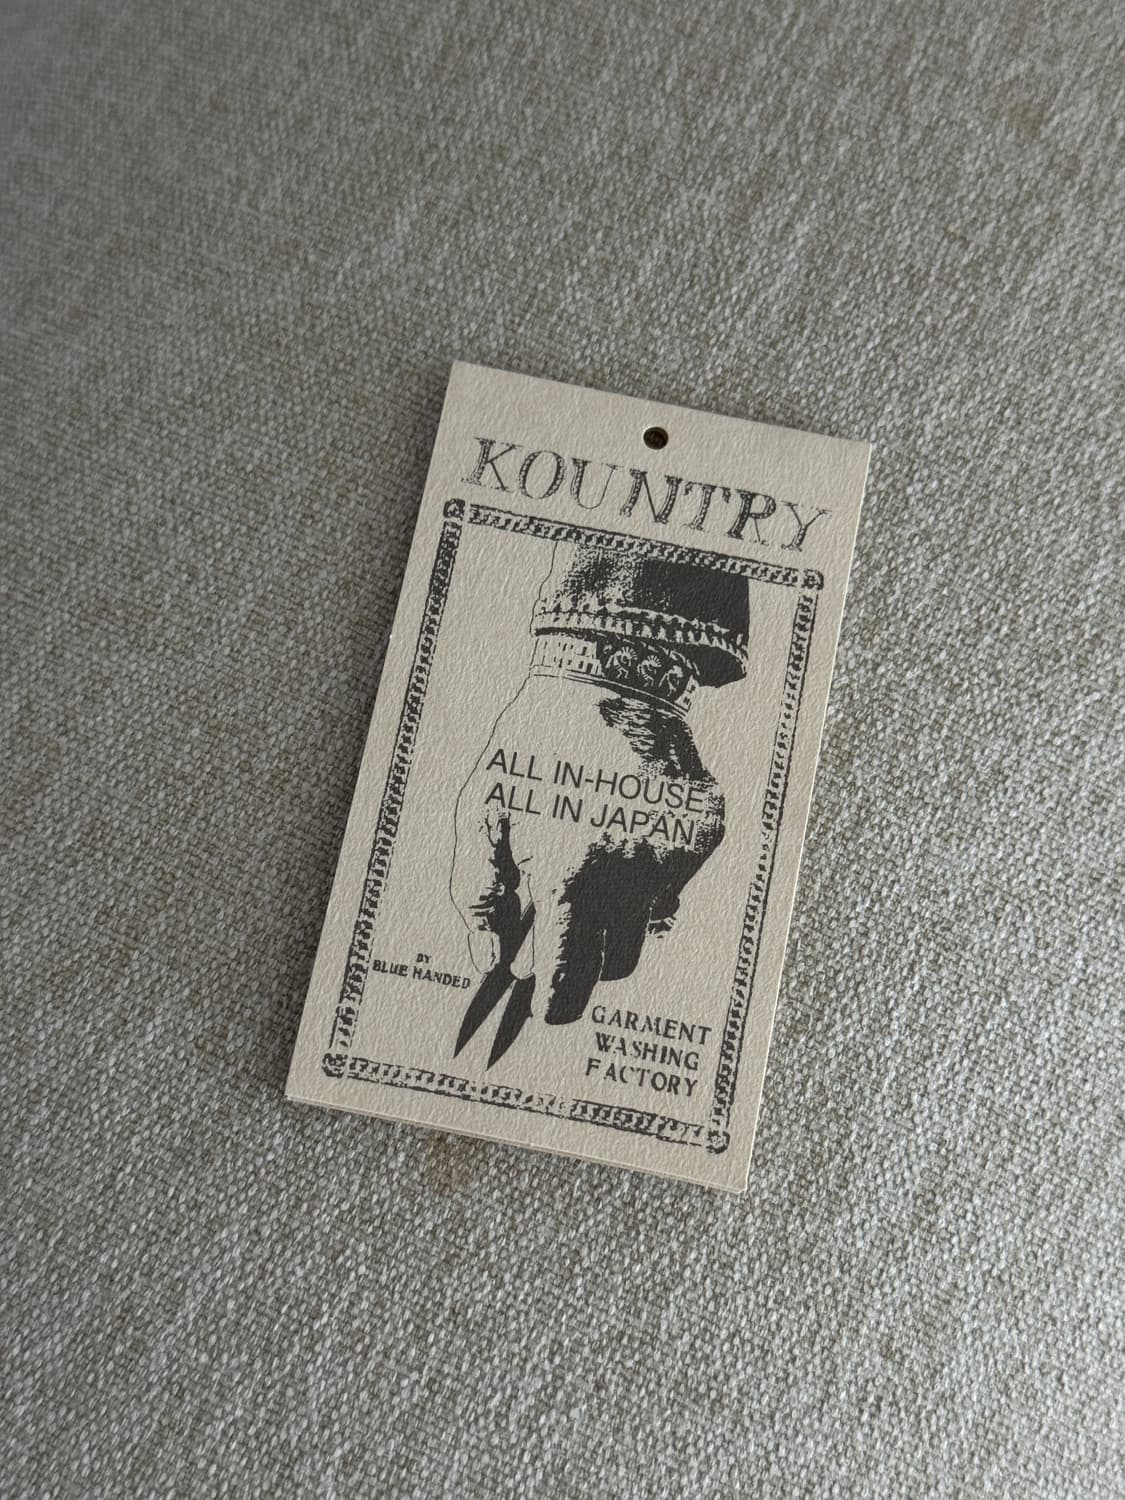 KOUNTRY
ALL IN-HOUSE
ALL IN JAPAN
BY
BLUE HANDED
GARMENT
WASHING
FACTORY